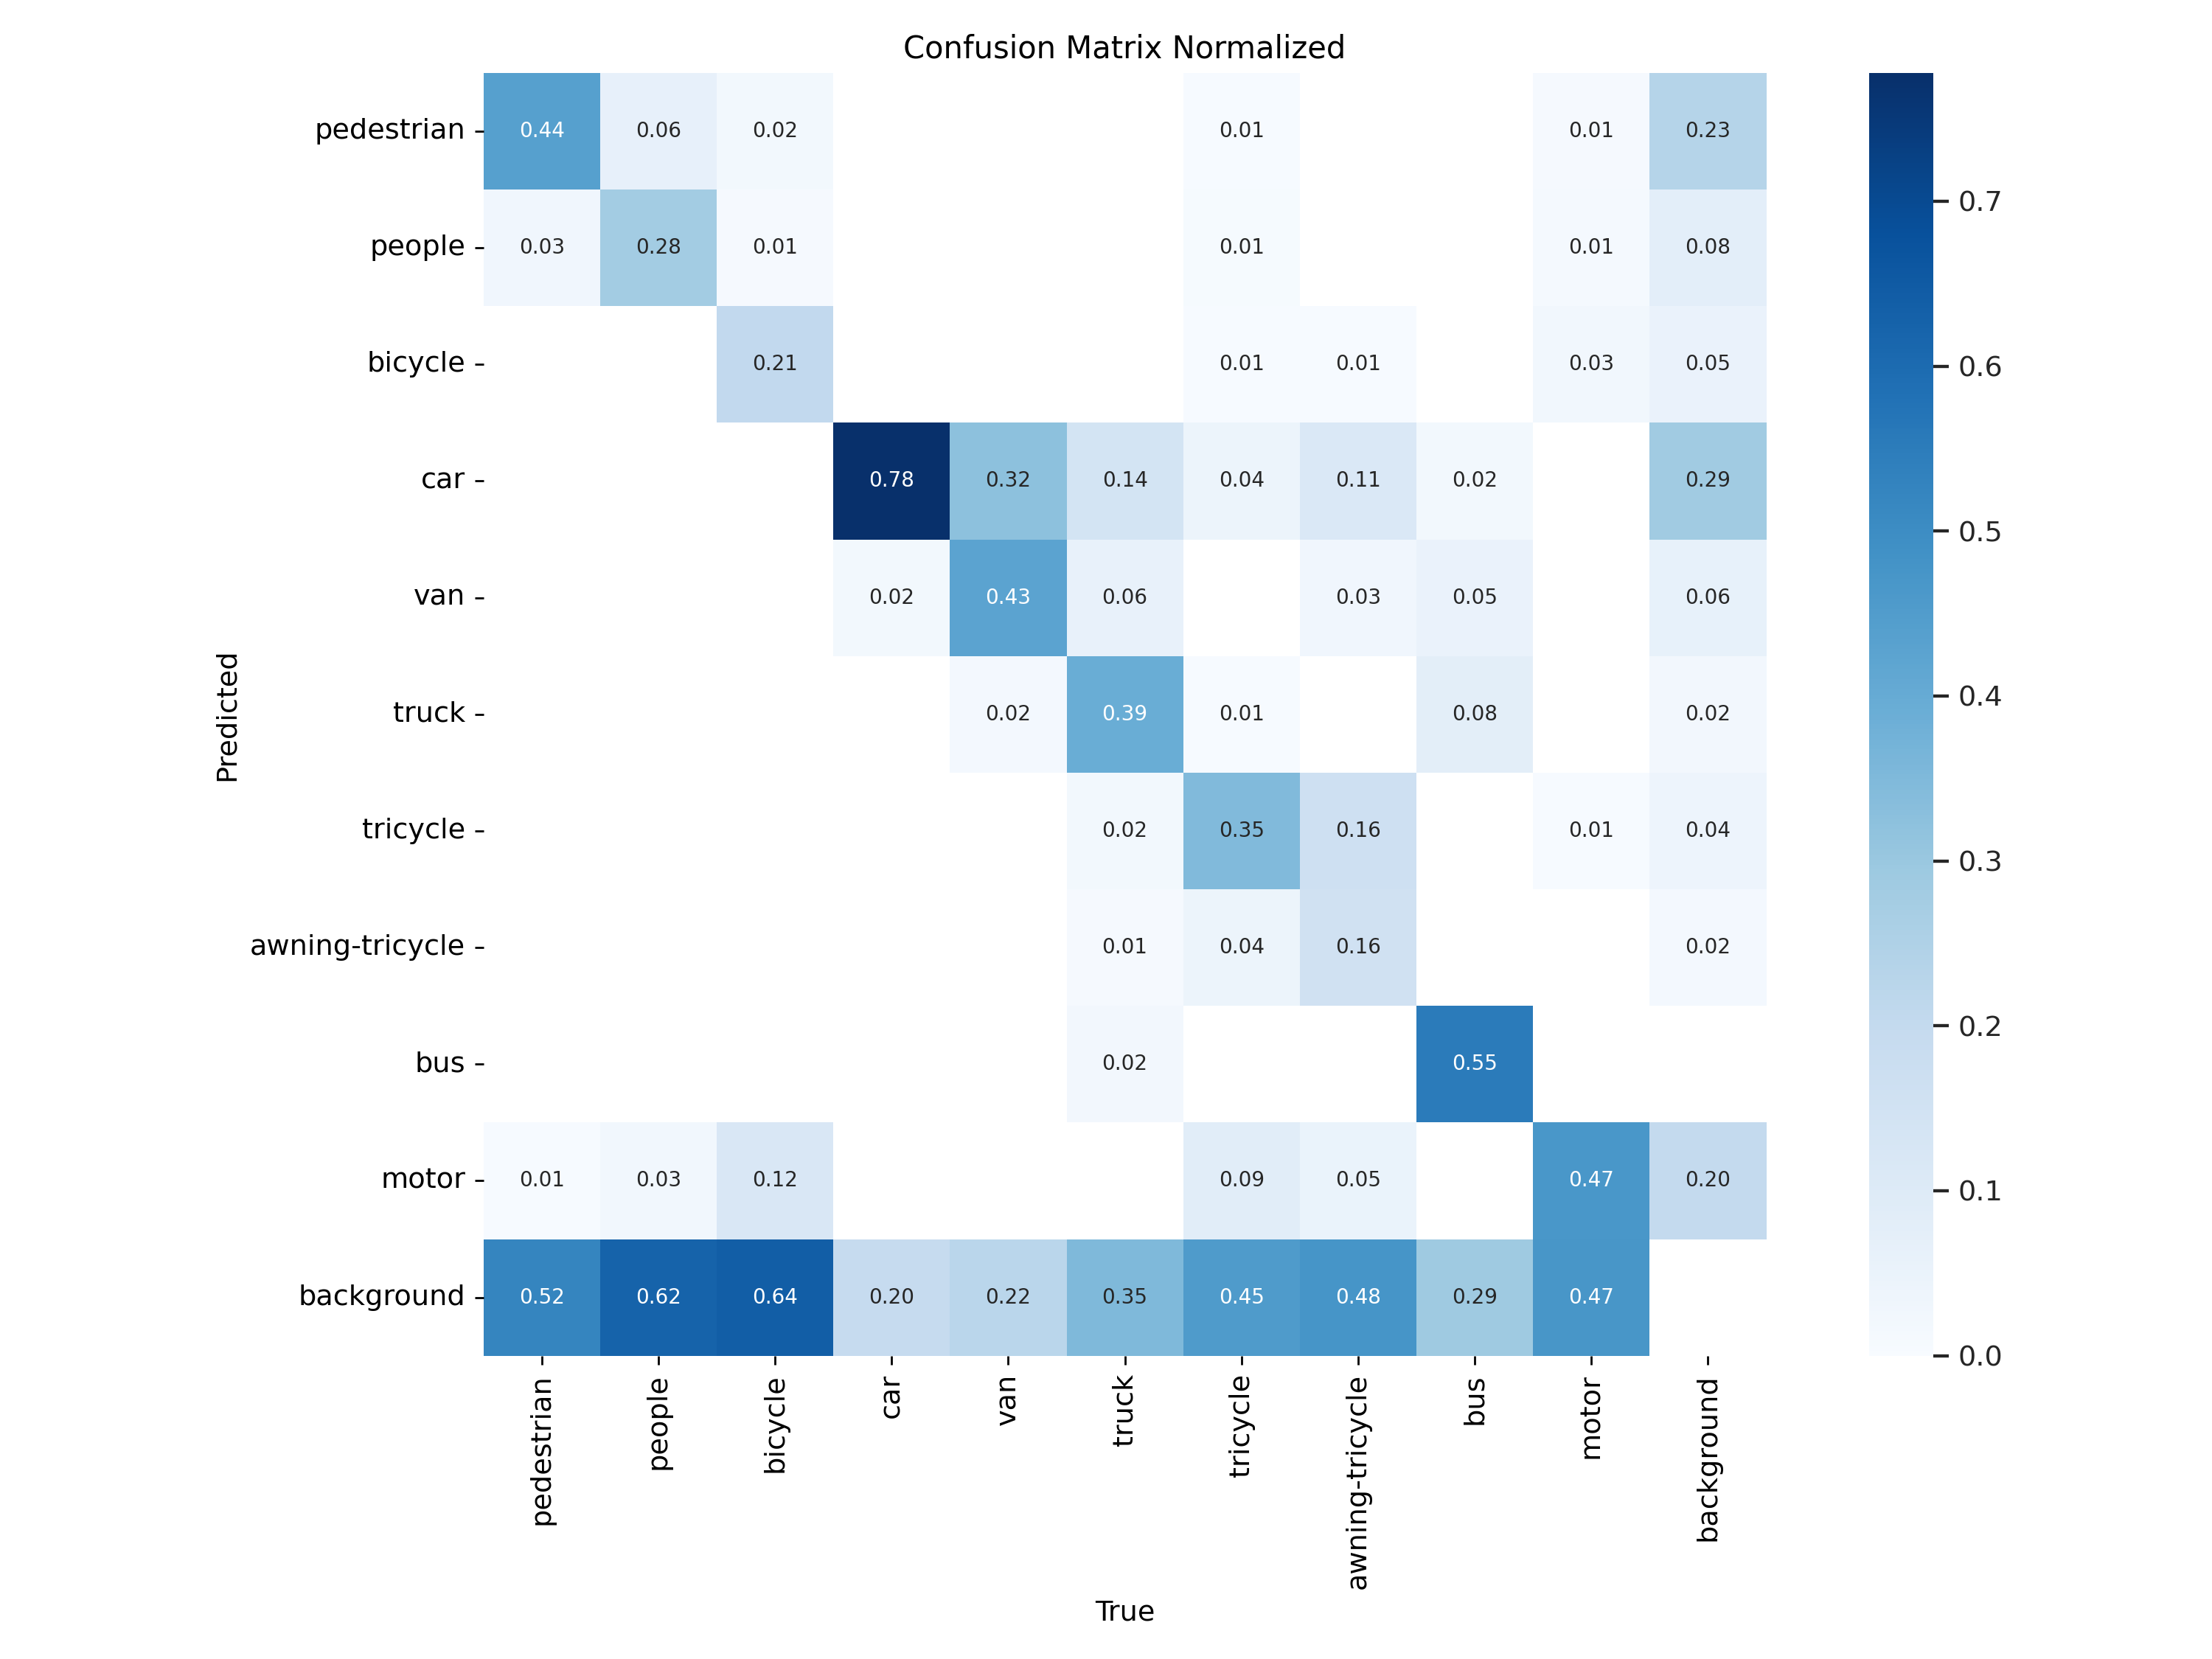 Confusion Matrix Normalized
pedestrian 0.44 0.06 0.02 0.01 0.01 0.23
people 0.03 0.28 0.01 0.01 0.01 0.08
bicycle 0.21 0.01 0.01 0.03 0.05
car 0.78 0.32 0.14 0.04 0.11 0.02 0.29
van 0.02 0.43 0.06 0.03 0.05 0.06
truck 0.02 0.39 0.01 0.08 0.02
tricycle 0.02 0.35 0.16 0.01 0.04
awning-tricycle 0.01 0.04 0.16 0.02
bus 0.02 0.55
motor 0.01 0.03 0.12 0.09 0.05 0.47 0.20
background 0.52 0.62 0.64 0.20 0.22 0.35 0.45 0.48 0.29 0.47
Predicted
pedestrian
people
bicycle
car
van
truck
tricycle
awning-tricycle
bus
motor
background
True
0.7
0.6
0.5
0.4
0.3
0.2
0.1
0.0